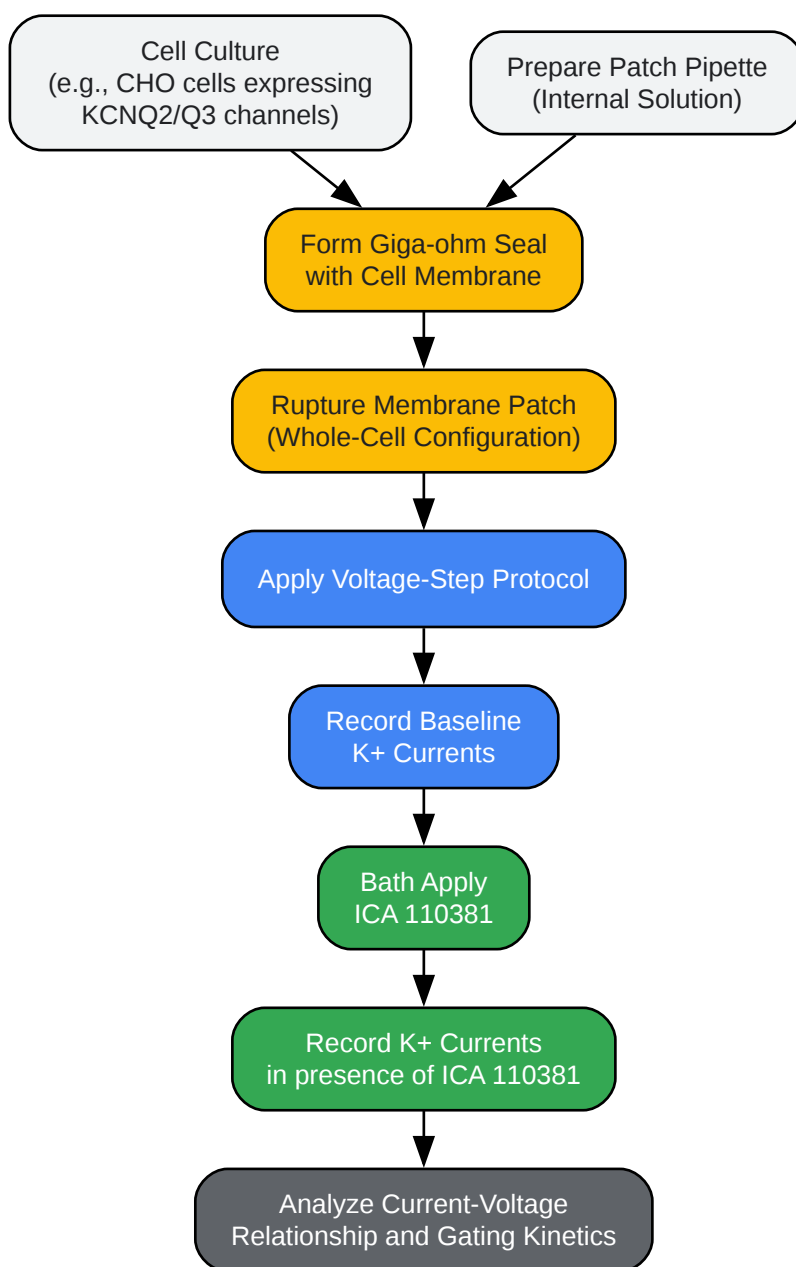 Cell Culture
(e.g., CHO cells expressing
KCNQ2/Q3 channels)
Prepare Patch Pipette
(Internal Solution)
Form Giga-ohm Seal
with Cell Membrane
Rupture Membrane Patch
(Whole-Cell Configuration)
Apply Voltage-Step Protocol
Record Baseline
K+ Currents
Bath Apply
ICA 110381
Record K+ Currents
in presence of ICA 110381
Analyze Current-Voltage
Relationship and Gating Kinetics